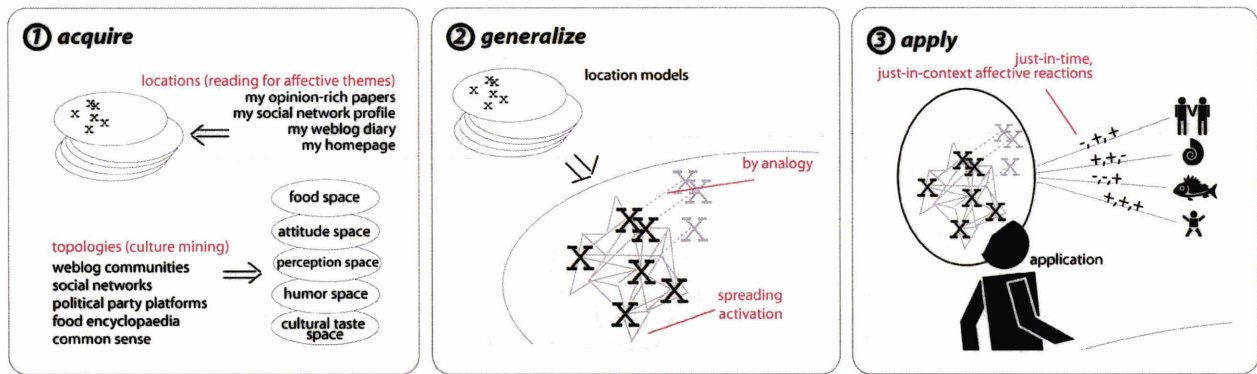 1 acquire
locations (reading for affective themes)
my opinion-rich papers
my social network profile
my weblog diary
my homepage
x
x
x
x
x
x
topologies (culture mining)
weblog communities
social networks
political party platforms
food encyclopaedia
common sense
food space
attitude space
perception space
humor space
cultural taste
space
2 generalize
location models
x
x
x
x
x
x
by analogy
X
X
X
X
X
X
X
X
X
X
spreading
activation
3 apply
just-in-time,
just-in-context affective reactions
X
X
X
X
X
X
X
X
X
X
-,+,+
+,+,-
-,-,+
+,+,+
application